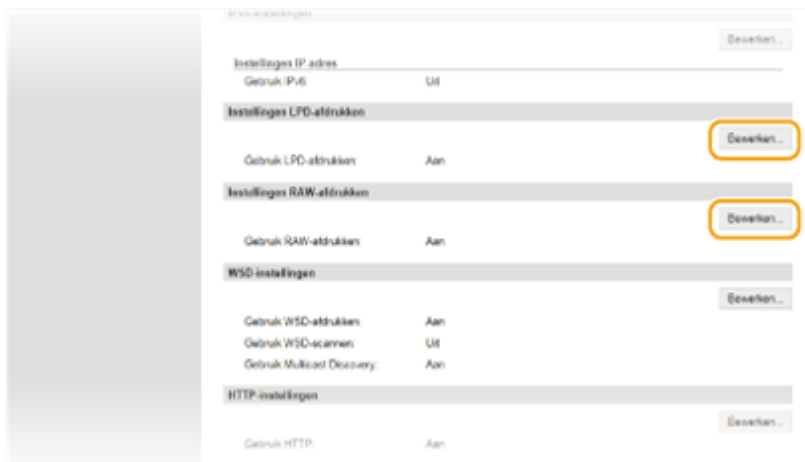 Bewerken...
Instellingen IP adres
Gebruik IPv6: Uit
Instellingen LPD-afdrukken
Bewerken...
Gebruik LPD-afdrukken: Aan
Instellingen RAW-afdrukken
Bewerken...
Gebruik RAW-afdrukken: Aan
WSD-instellingen
Bewerken...
Gebruik WSD-afdrukken: Aan
Gebruik WSD-scannen: Uit
Gebruik Multicast Discovery: Aan
HTTP-instellingen
Bewerken...
Gebruik HTTP: Aan